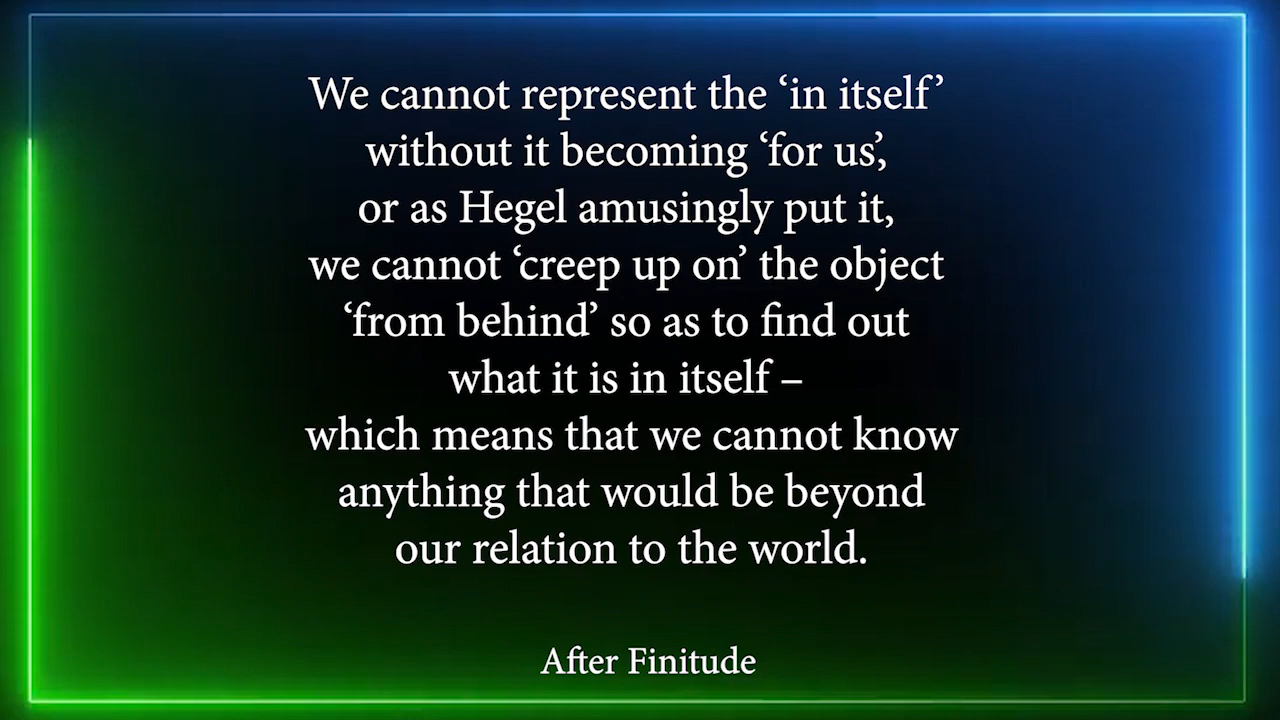 We cannot represent the ‘in itself’
without it becoming ‘for us’,
or as Hegel amusingly put it,
we cannot ‘creep up on’ the object
‘from behind’ so as to find out
what it is in itself –
which means that we cannot know
anything that would be beyond
our relation to the world.
After Finitude